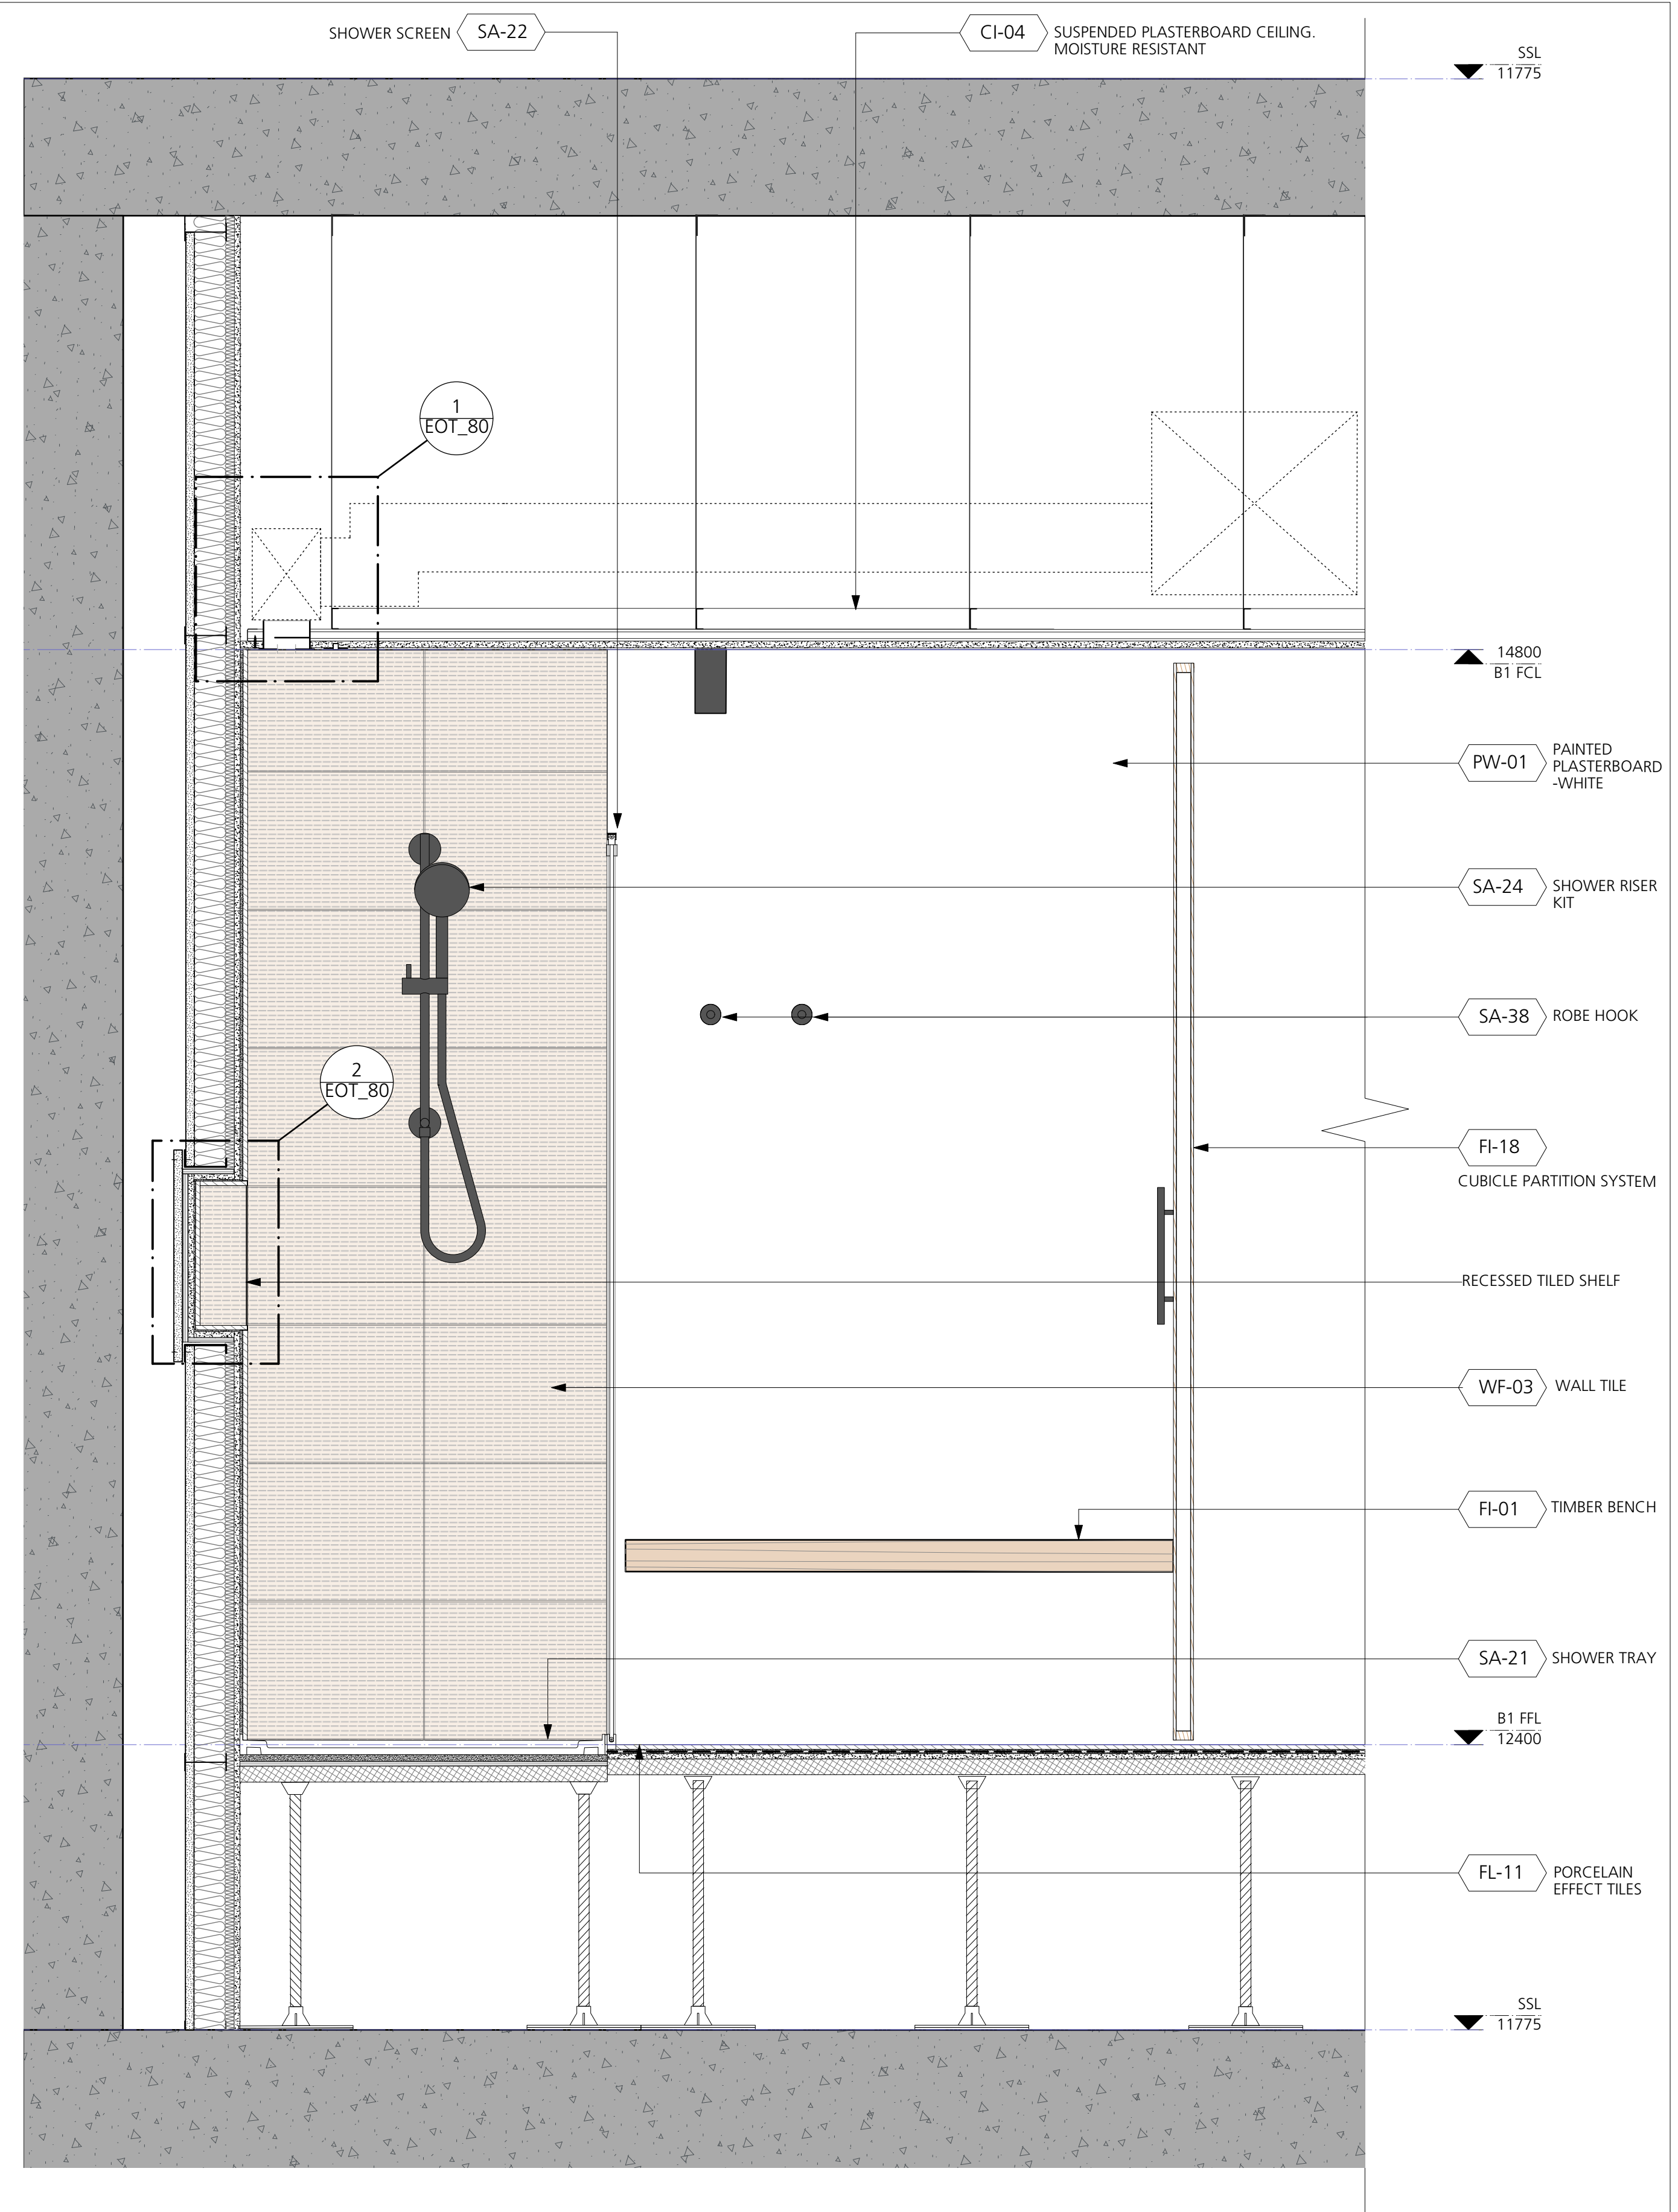 SHOWER SCREEN
SA-22
CI-04
SUSPENDED PLASTERBOARD CEILING.
MOISTURE RESISTANT
SSL
11775
1
EOT_80
14800
B1 FCL
PW-01
PAINTED
PLASTERBOARD
-WHITE
SA-24
SHOWER RISER
KIT
SA-38
ROBE HOOK
2
EOT_80
FI-18
CUBICLE PARTITION SYSTEM
RECESSED TILED SHELF
WF-03
WALL TILE
FI-01
TIMBER BENCH
SA-21
SHOWER TRAY
B1 FFL
12400
FL-11
PORCELAIN
EFFECT TILES
SSL
11775